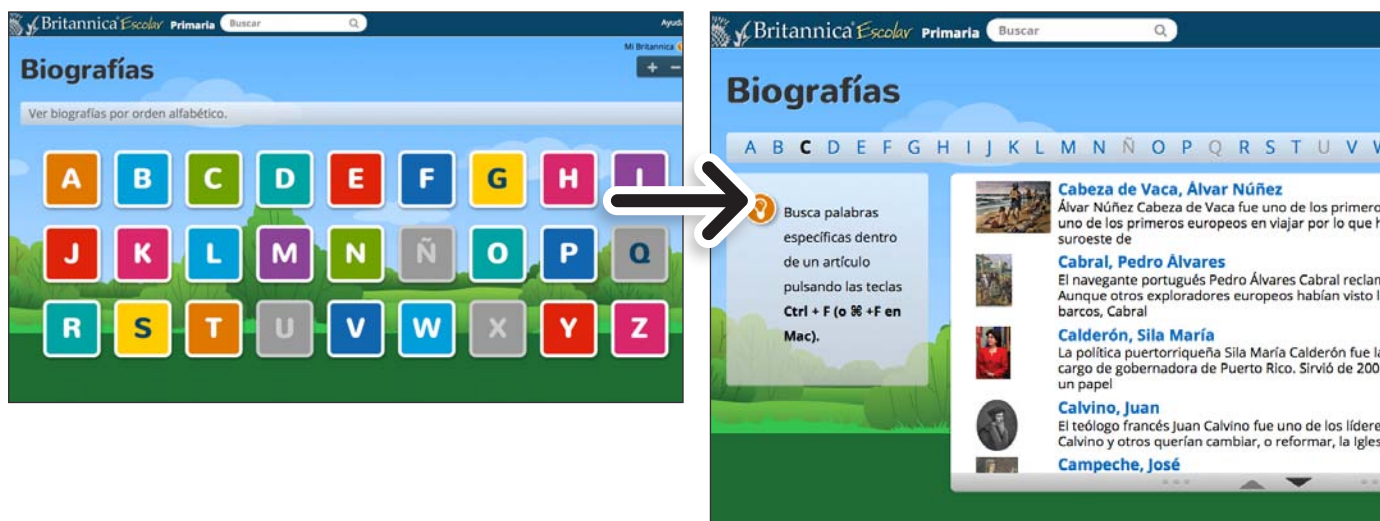 Britannica Escolar Primaria Buscar Ayuda
Mi Britannica
Biografías
+ −
Ver biografías por orden alfabético.
A B C D E F G H I
J K L M N Ñ O P Q
R S T U V W X Y Z
Britannica Escolar Primaria Buscar
Biografías
A B C D E F G H I J K L M N Ñ O P Q R S T U V W
Busca palabras
específicas dentro
de un artículo
pulsando las teclas
Ctrl + F (o ⌘ +F en
Mac).
Cabeza de Vaca, Álvar Núñez
Álvar Núñez Cabeza de Vaca fue uno de los primero
uno de los primeros europeos en viajar por lo que h
suroeste de
Cabral, Pedro Álvares
El navegante portugués Pedro Álvares Cabral reclam
Aunque otros exploradores europeos habían visto l
barcos, Cabral
Calderón, Sila María
La política puertorriqueña Sila María Calderón fue la
cargo de gobernadora de Puerto Rico. Sirvió de 200
un papel
Calvino, Juan
El teólogo francés Juan Calvino fue uno de los lídere
Calvino y otros querían cambiar, o reformar, la Igles
Campeche, José